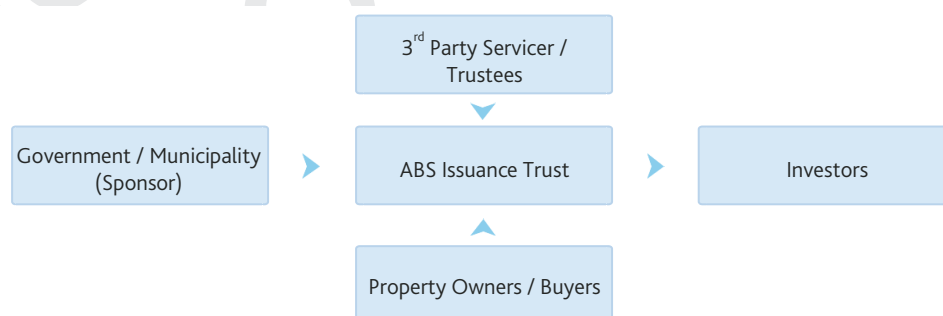 3rd Party Servicer /
Trustees
Government / Municipality
(Sponsor)
ABS Issuance Trust
Investors
Property Owners / Buyers